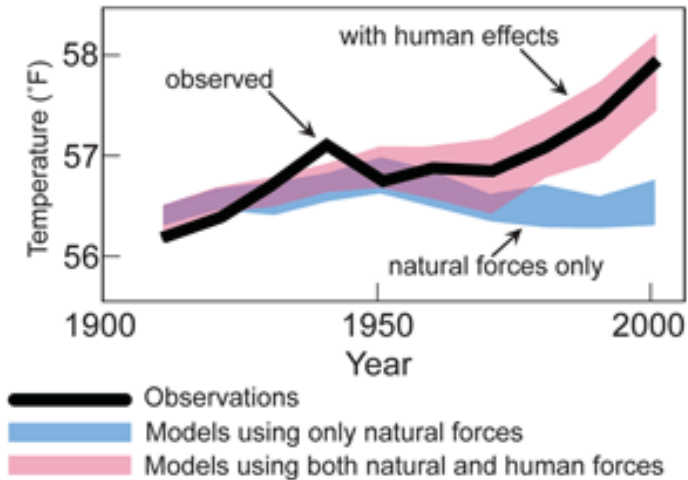 58
with human effects
observed
Temperature (˚F)
57
56
natural forces only
1900
1950
2000
Year
Observations
Models using only natural forces
Models using both natural and human forces